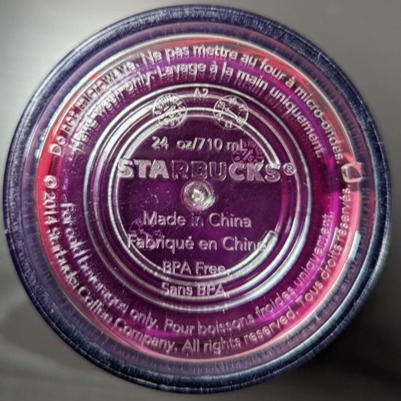 Do not microwave. Ne pas mettre au four à micro-ondes.
Hand wash only. Lavage à la main uniquement.
A2
24 oz/710 mL
STARBUCKS®
Made in China
Fabriqué en Chine
BPA Free
Sans BPA
For cold beverages only. Pour boissons froides uniquement.
© 2014 Starbucks Coffee Company. All rights reserved. Tous droits réservés.